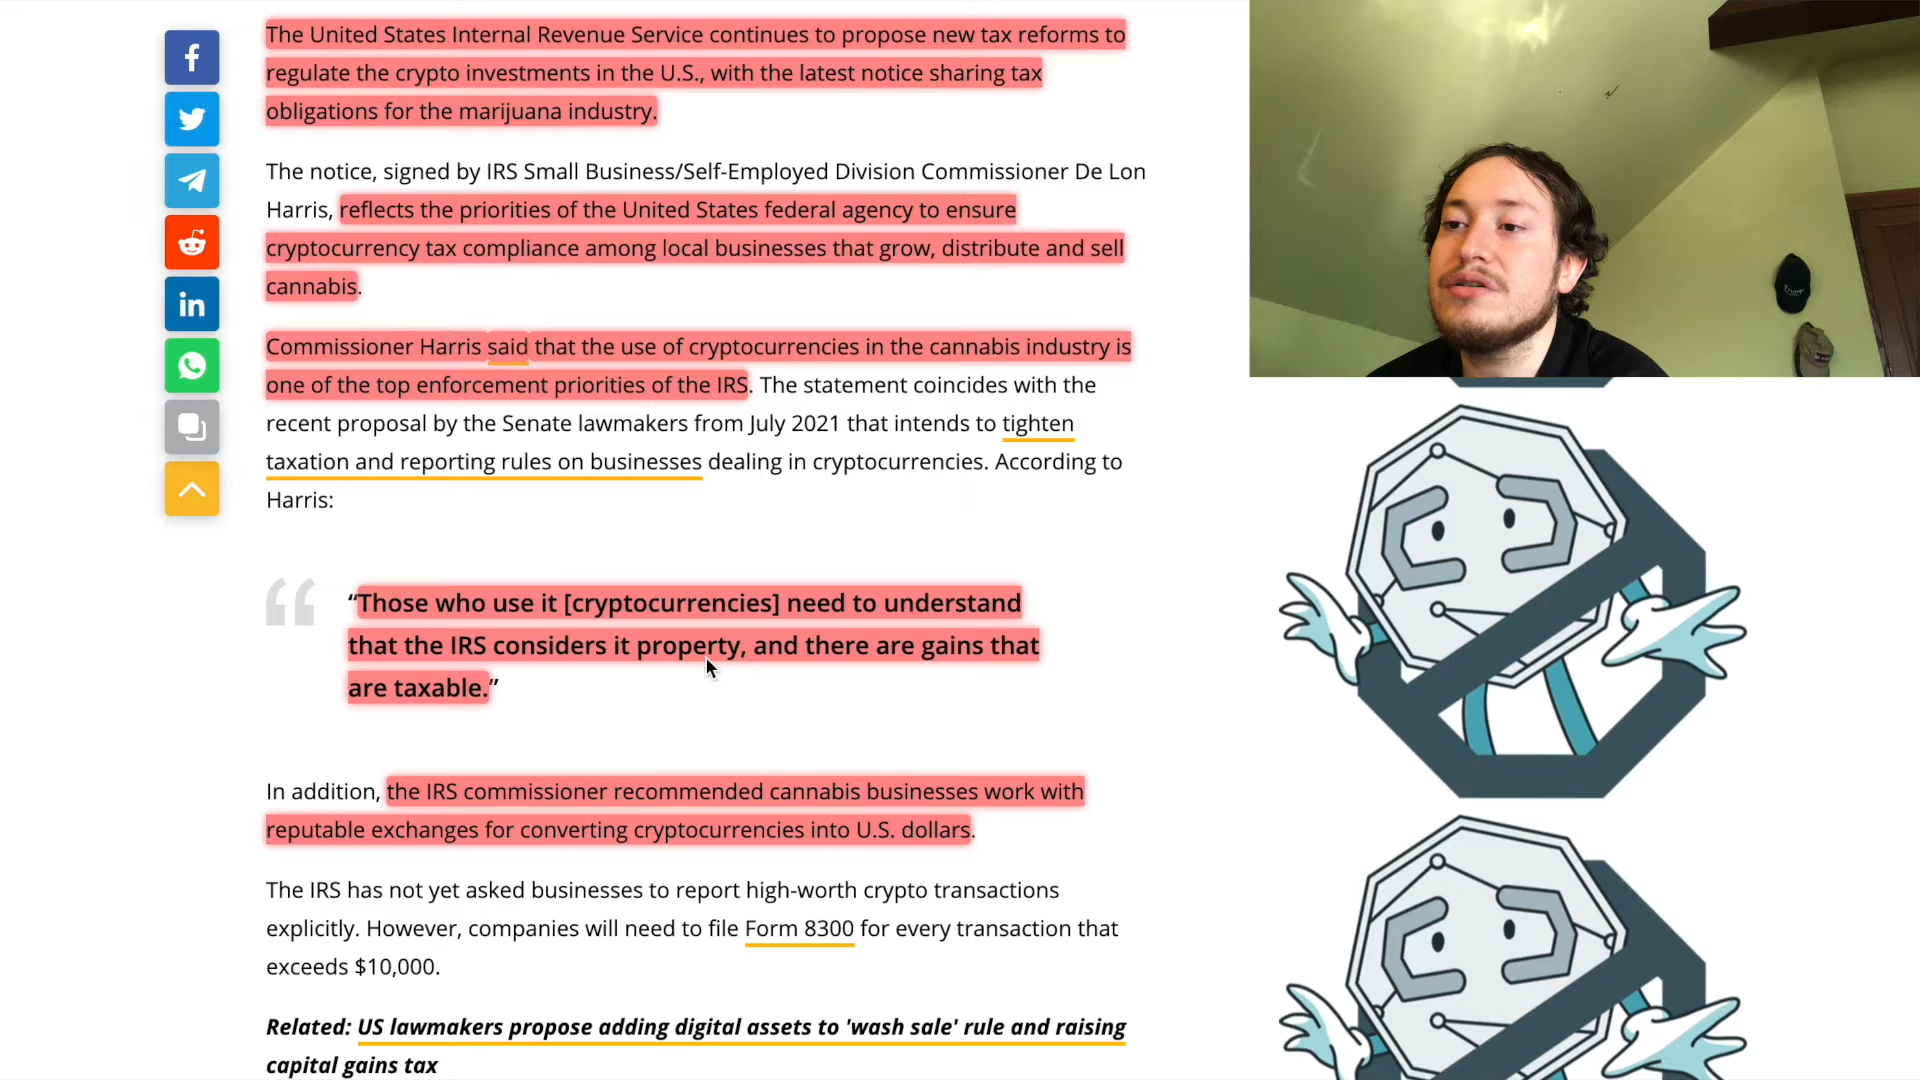 The United States Internal Revenue Service continues to propose new tax reforms to
regulate the crypto investments in the U.S., with the latest notice sharing tax
obligations for the marijuana industry.
The notice, signed by IRS Small Business/Self-Employed Division Commissioner De Lon
Harris, reflects the priorities of the United States federal agency to ensure
cryptocurrency tax compliance among local businesses that grow, distribute and sell
cannabis.
Commissioner Harris said that the use of cryptocurrencies in the cannabis industry is
one of the top enforcement priorities of the IRS. The statement coincides with the
recent proposal by the Senate lawmakers from July 2021 that intends to tighten
taxation and reporting rules on businesses dealing in cryptocurrencies. According to
Harris:
“Those who use it [cryptocurrencies] need to understand
that the IRS considers it property, and there are gains that
are taxable.”
In addition, the IRS commissioner recommended cannabis businesses work with
reputable exchanges for converting cryptocurrencies into U.S. dollars.
The IRS has not yet asked businesses to report high-worth crypto transactions
explicitly. However, companies will need to file Form 8300 for every transaction that
exceeds $10,000.
Related: US lawmakers propose adding digital assets to 'wash sale' rule and raising
capital gains tax